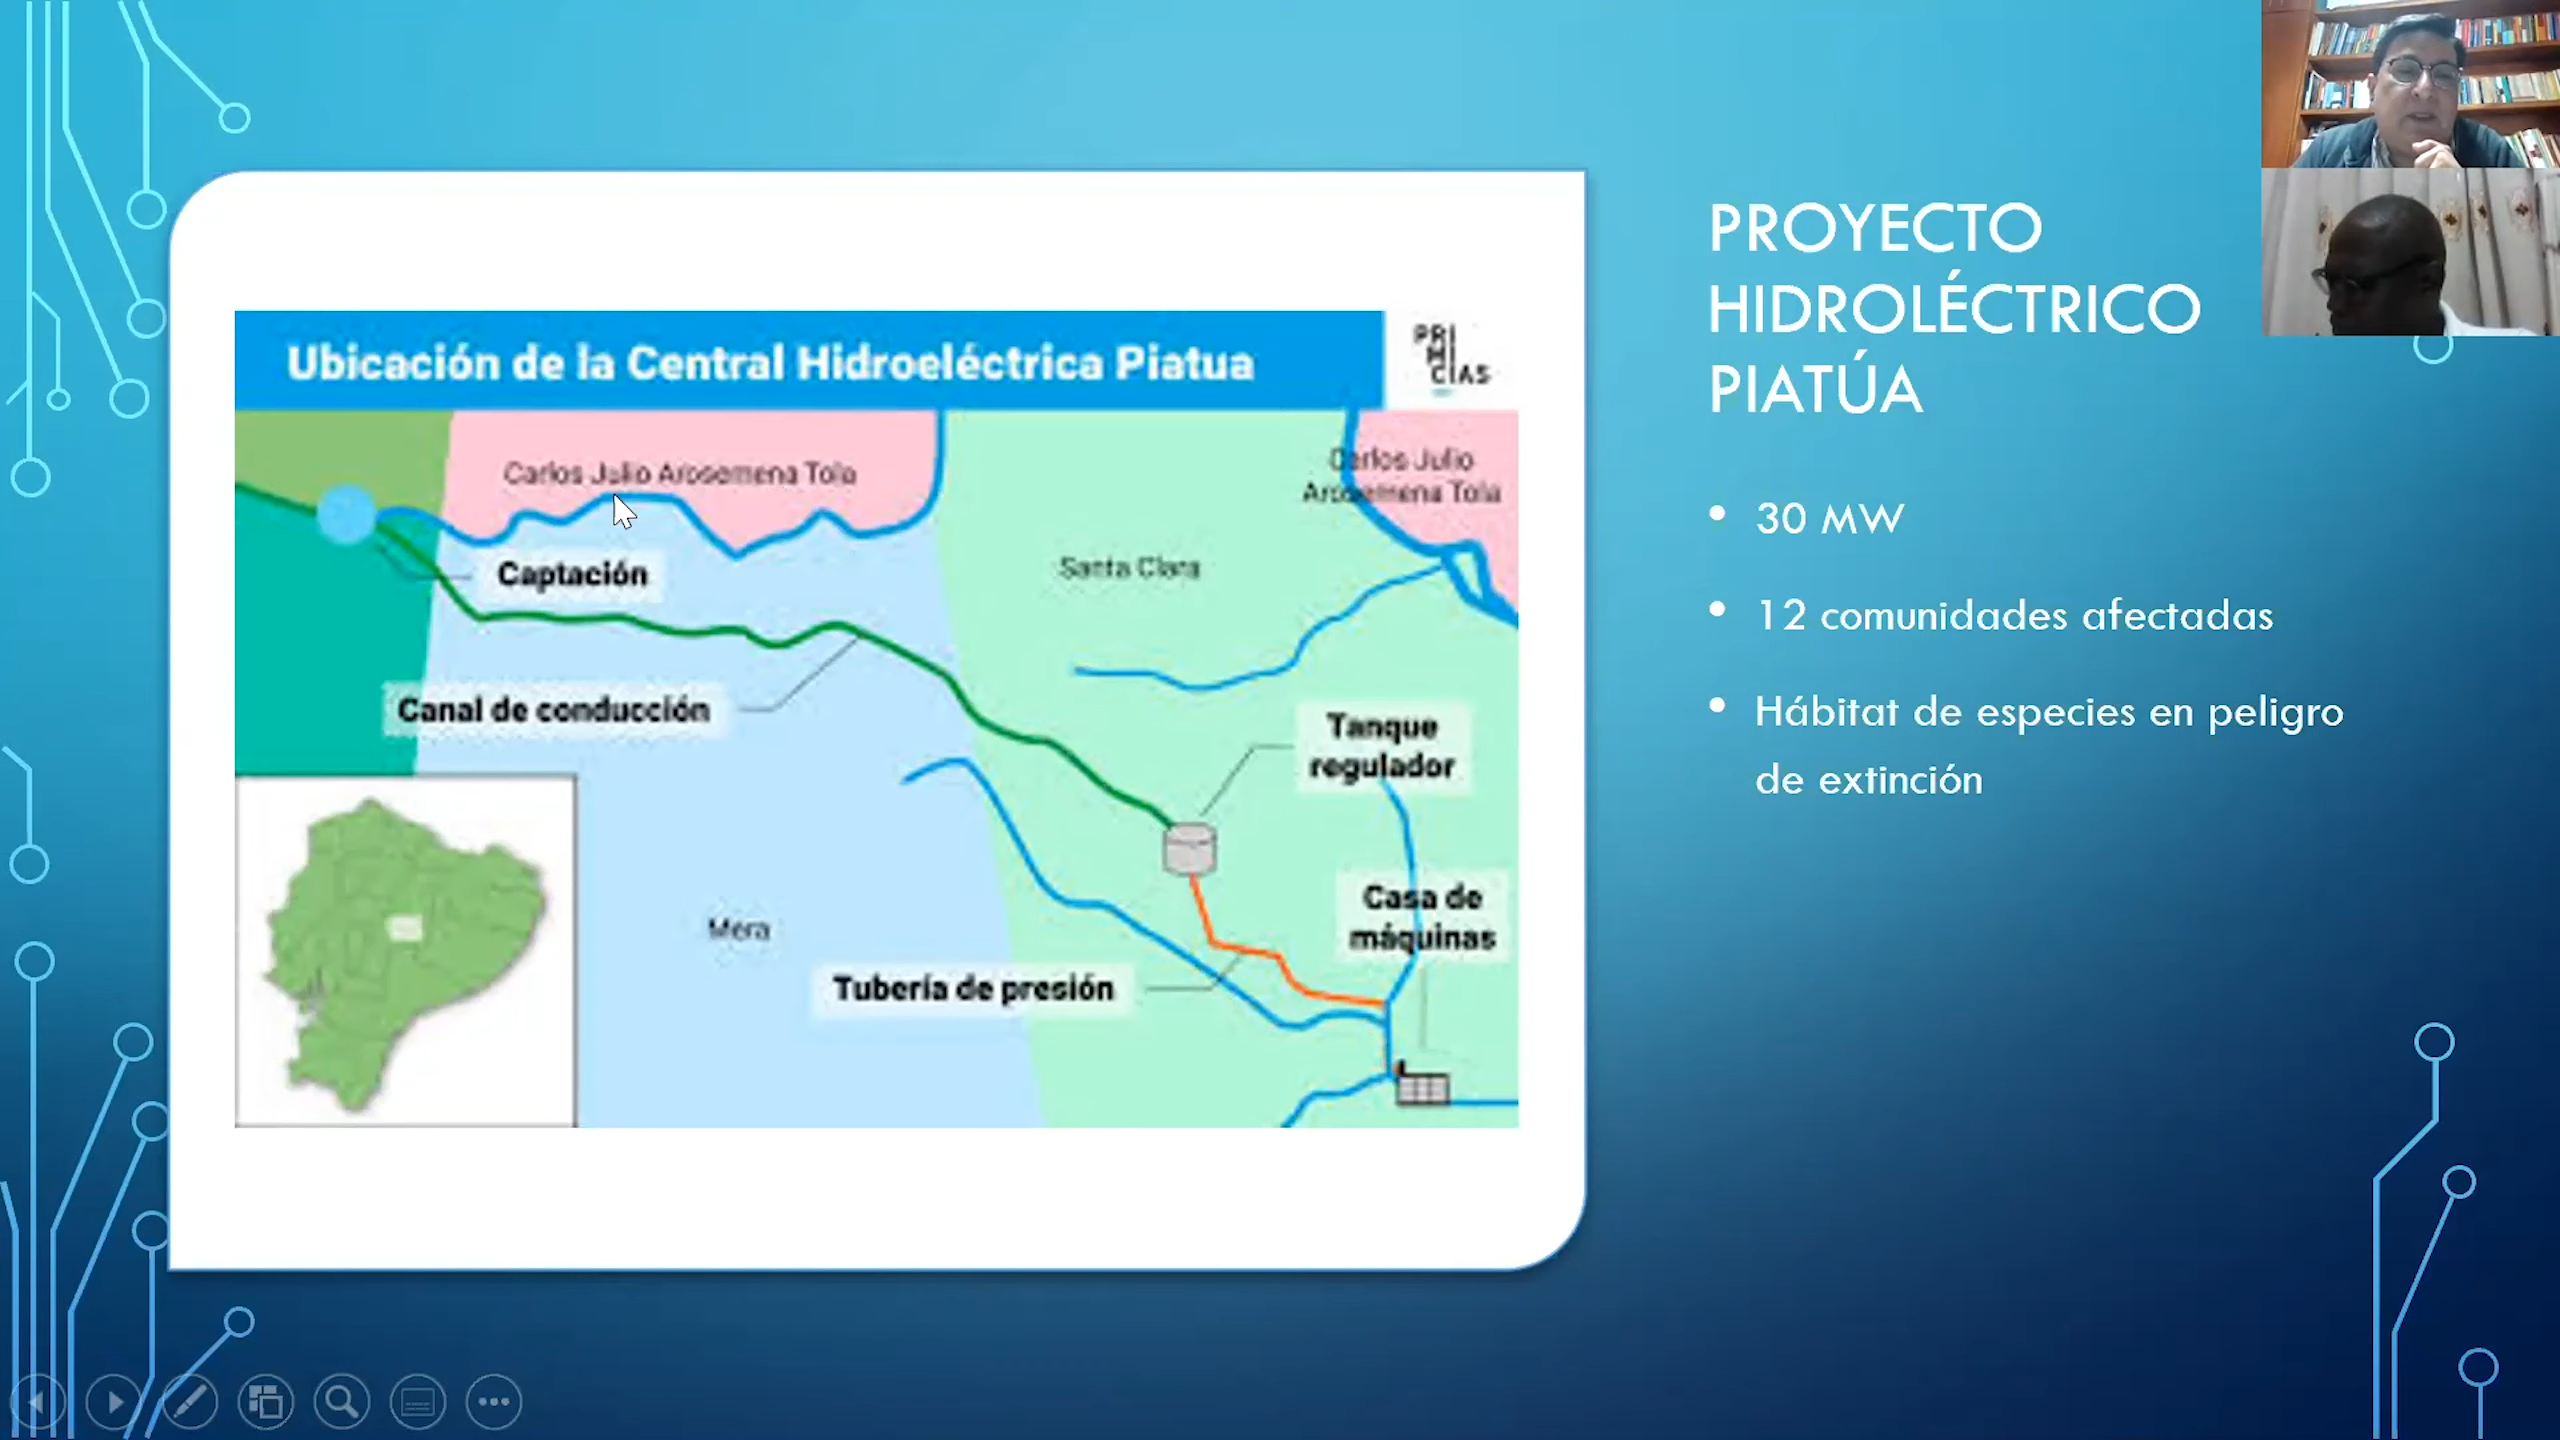 Ubicación de la Central Hidroeléctrica Piatua
PRI
M
CIAS
Carlos Julio Arosemena Tola
Carlos Julio
Arosemena Tola
Captación
Santa Clara
Canal de conducción
Tanque
regulador
Casa de
máquinas
Mera
Tubería de presión
PROYECTO
HIDROLÉCTRICO
PIATÚA
• 30 MW
• 12 comunidades afectadas
• Hábitat de especies en peligro
de extinción